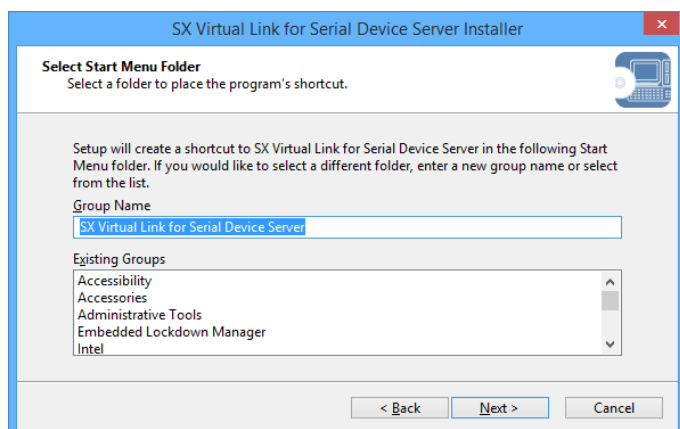 SX Virtual Link for Serial Device Server Installer
Select Start Menu Folder
Select a folder to place the program's shortcut.
Setup will create a shortcut to SX Virtual Link for Serial Device Server in the following Start
Menu folder. If you would like to select a different folder, enter a new group name or select
from the list.
Group Name
SX Virtual Link for Serial Device Server
Existing Groups
Accessibility
Accessories
Administrative Tools
Embedded Lockdown Manager
Intel
< Back Next > Cancel